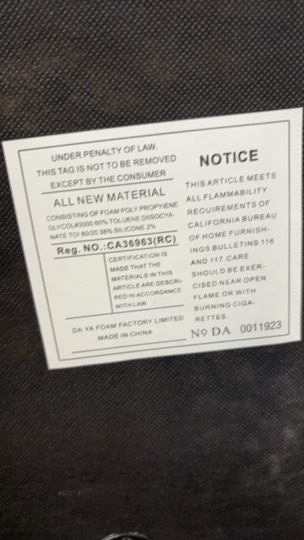 UNDER PENALTY OF LAW,
THIS TAG IS NOT TO BE REMOVED
EXCEPT BY THE CONSUMER
ALL NEW MATERIAL
CONSISTING OF FOAM POLY PROPYIENE
GLYCOL#3000 60% TOLUENE DIISOCYA-
NATE TO! 80/20 38% SILICONE 2%
Reg. NO.:CA36963(RC)
CERTIFICATION IS
MADE THAT THE
MATERIALS IN THIS
ARTICLE ARE DESCRI-
BED IN ACCORDANCE
WITH LAW
DA YA FOAM FACTORY LIMITED
MADE IN CHINA
NOTICE
THIS ARTICLE MEETS
ALL FLAMMABILITY
REQUIREMENTS OF
CALIFORNIA BUREAU
OF HOME FURNISH-
INGS BULLETINS 116
AND 117.CARE
SHOULD BE EXER-
CISED NEAR OPEN
FLAME OR WITH
BURNING CIGA-
RETTES.
Nº DA 0011923